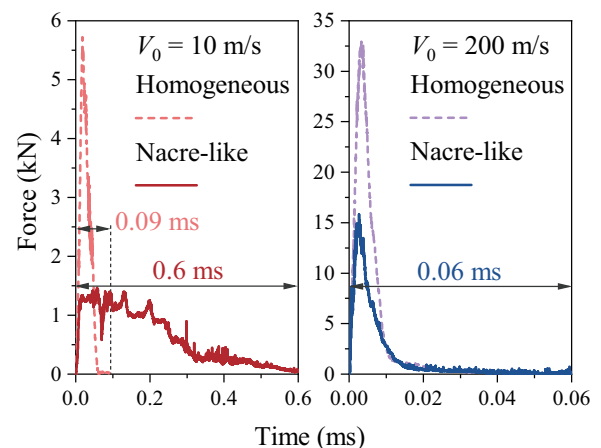 V0 = 10 m/s
Homogeneous
Nacre-like
0.09 ms
0.6 ms
6
5
4
3
2
1
0
0.0 0.2 0.4 0.6
Force (kN)
V0 = 200 m/s
Homogeneous
Nacre-like
0.06 ms
35
30
25
20
15
10
5
0
0.00 0.02 0.04 0.06
Time (ms)